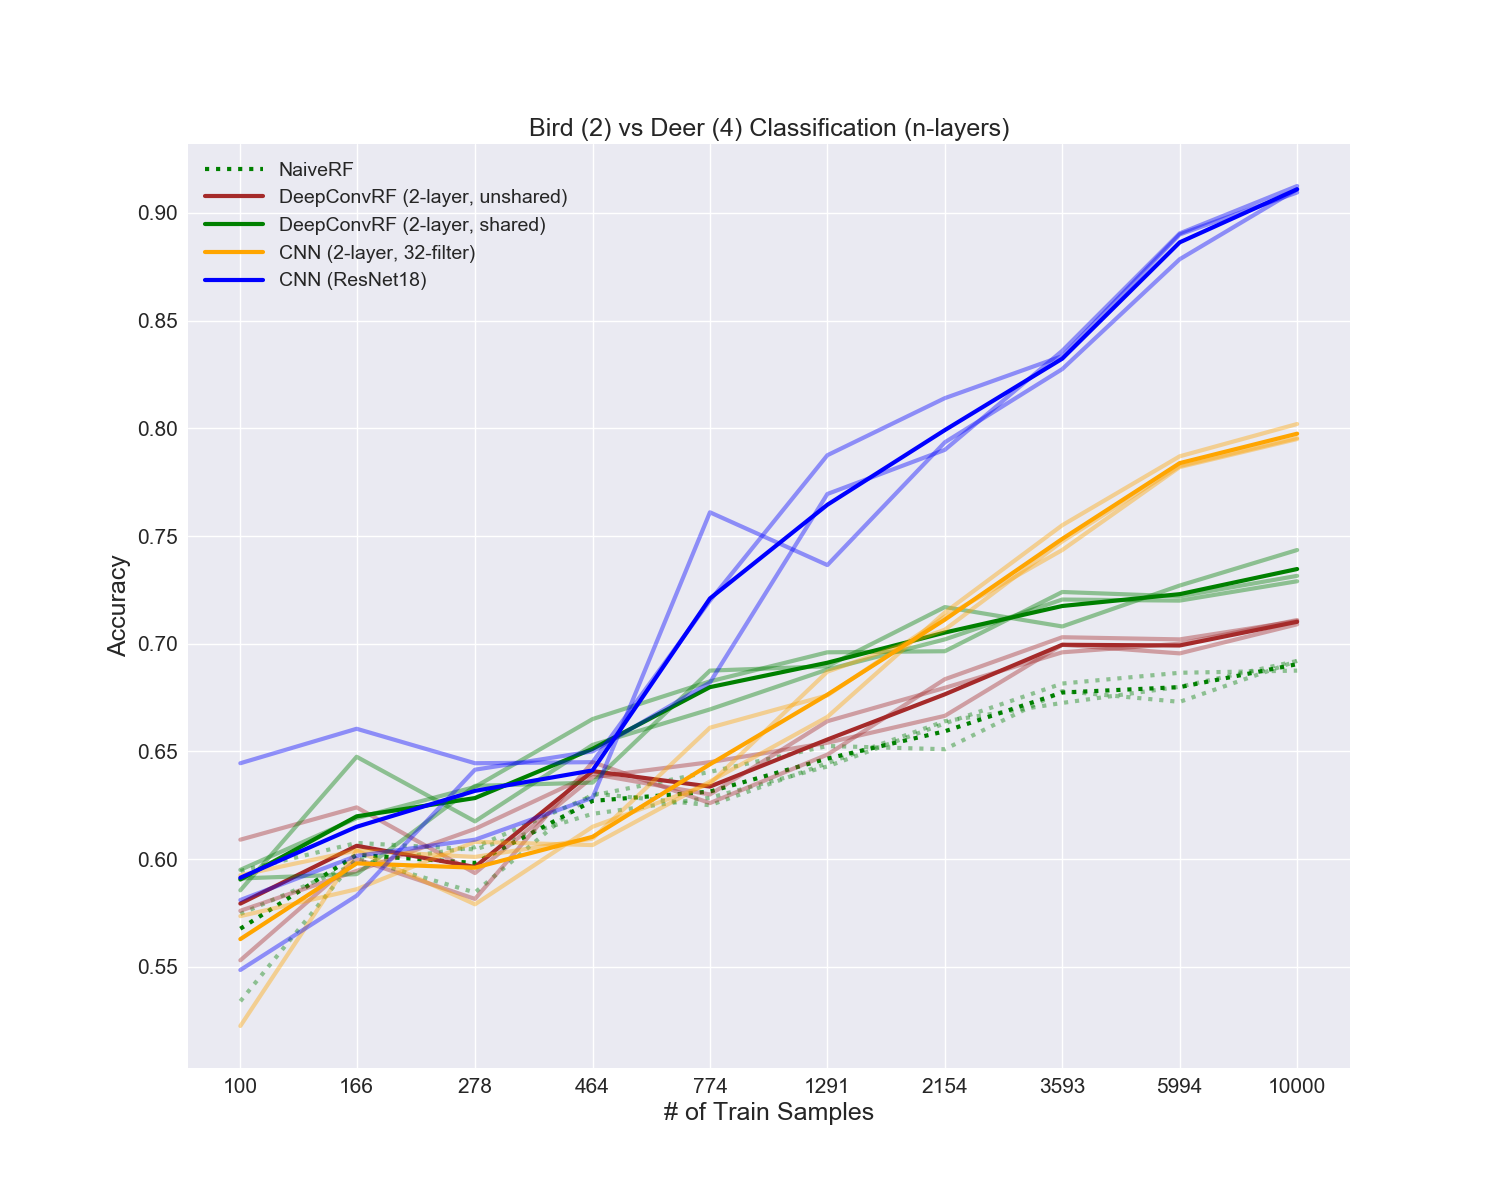 Bird (2) vs Deer (4) Classification (n-layers)
NaiveRF
DeepConvRF (2-layer, unshared)
DeepConvRF (2-layer, shared)
CNN (2-layer, 32-filter)
CNN (ResNet18)
Accuracy
0.90
0.85
0.80
0.75
0.70
0.65
0.60
0.55
100 166 278 464 774 1291 2154 3593 5994 10000
# of Train Samples